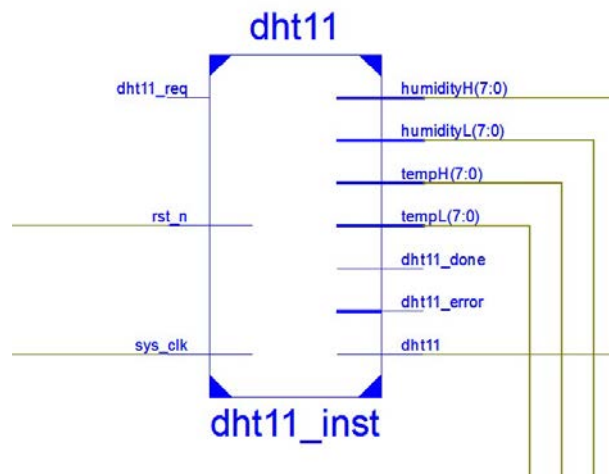 dht11
dht11_req
humidityH(7:0)
humidityL(7:0)
tempH(7:0)
rst_n
tempL(7:0)
dht11_done
dht11_error
sys_clk
dht11
dht11_inst